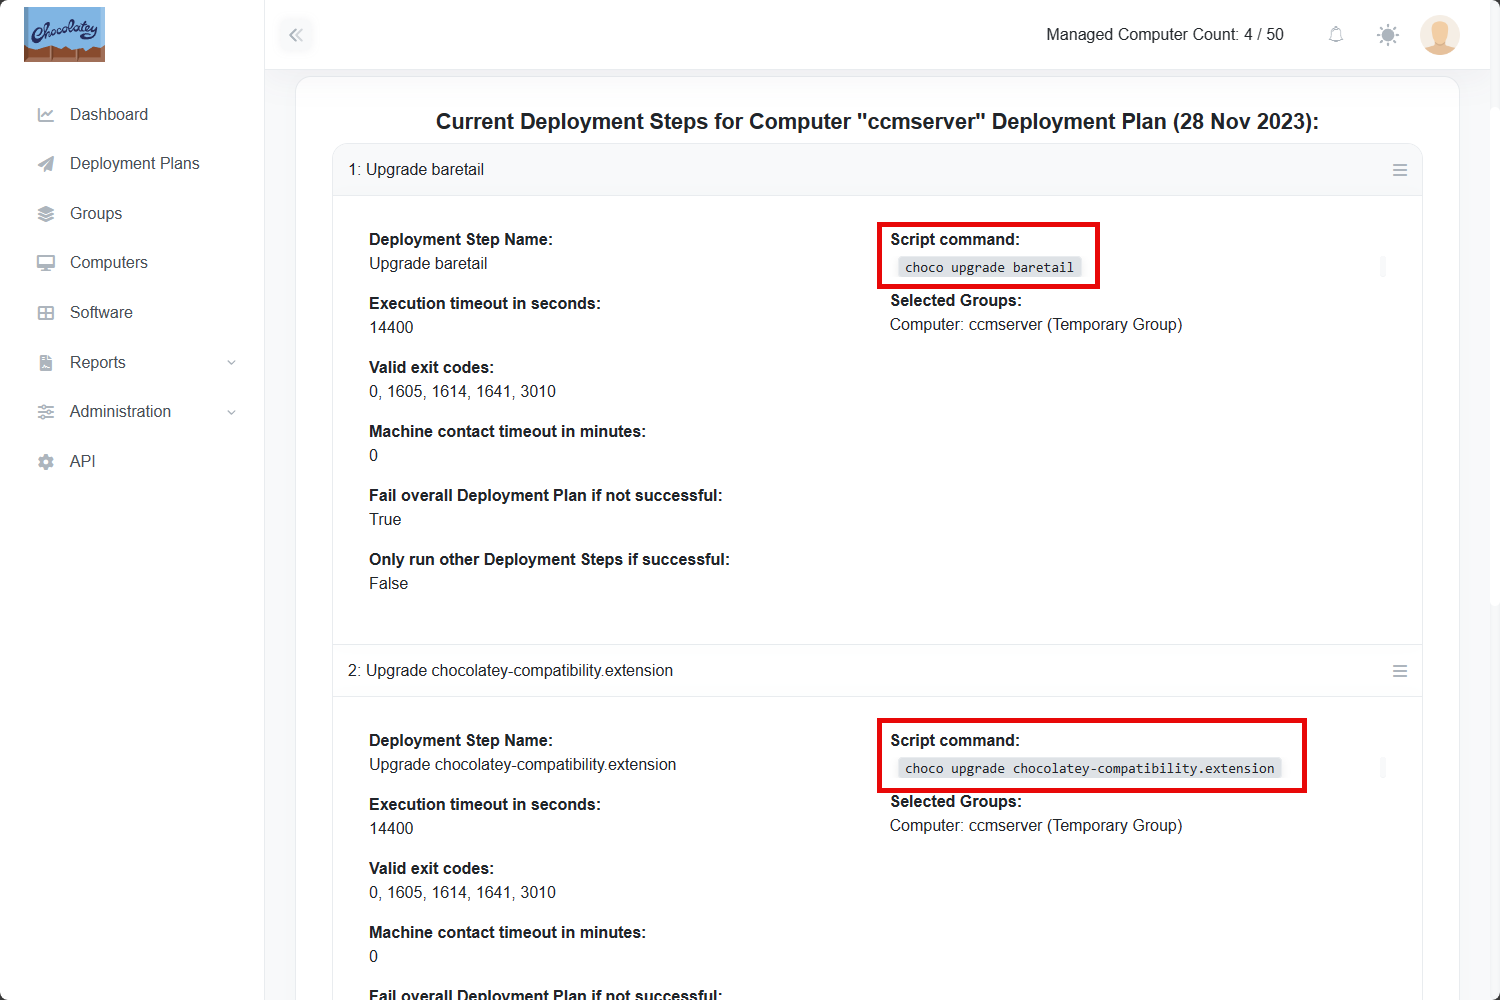 Chocolatey
Managed Computer Count: 4 / 50
Dashboard
Deployment Plans
Groups
Computers
Software
Reports
Administration
API
Current Deployment Steps for Computer "ccmserver" Deployment Plan (28 Nov 2023):
1: Upgrade baretail
Deployment Step Name:
Upgrade baretail
Execution timeout in seconds:
14400
Valid exit codes:
0, 1605, 1614, 1641, 3010
Machine contact timeout in minutes:
0
Fail overall Deployment Plan if not successful:
True
Only run other Deployment Steps if successful:
False
Script command:
choco upgrade baretail
Selected Groups:
Computer: ccmserver (Temporary Group)
2: Upgrade chocolatey-compatibility.extension
Deployment Step Name:
Upgrade chocolatey-compatibility.extension
Execution timeout in seconds:
14400
Valid exit codes:
0, 1605, 1614, 1641, 3010
Machine contact timeout in minutes:
0
Fail overall Deployment Plan if not successful:
Script command:
choco upgrade chocolatey-compatibility.extension
Selected Groups:
Computer: ccmserver (Temporary Group)